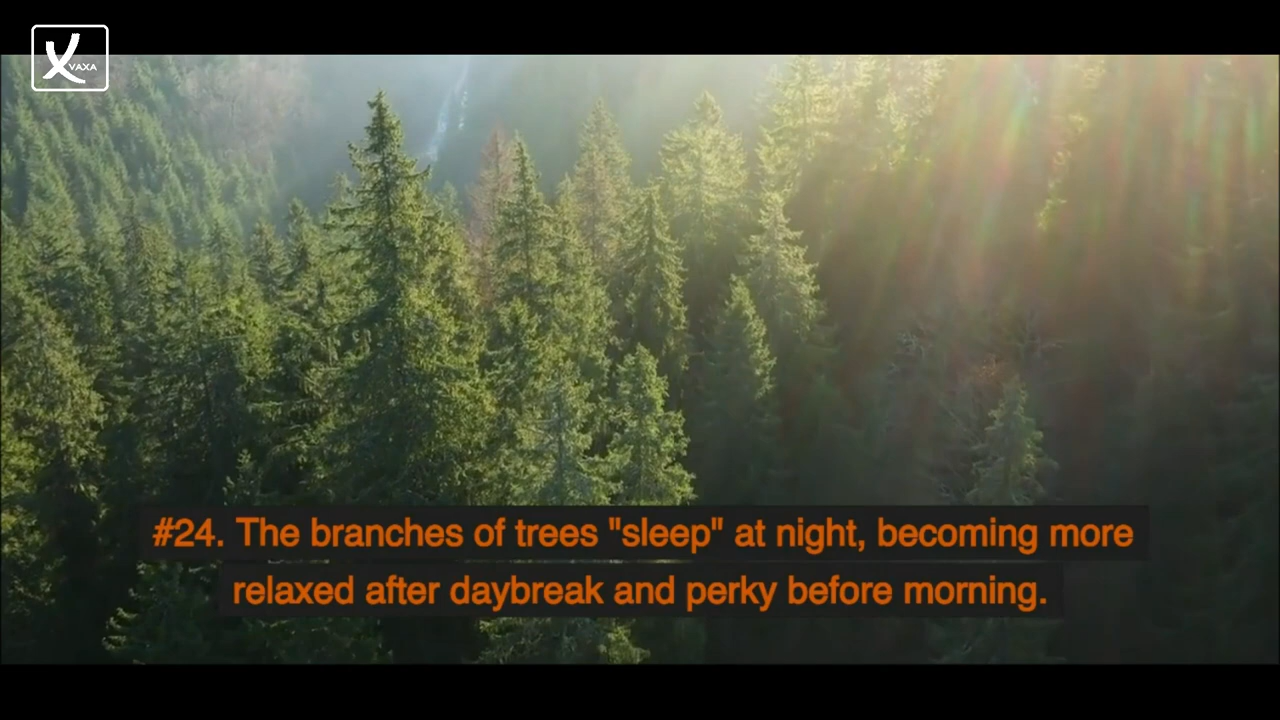 VAXA
#24. The branches of trees "sleep" at night, becoming more
relaxed after daybreak and perky before morning.